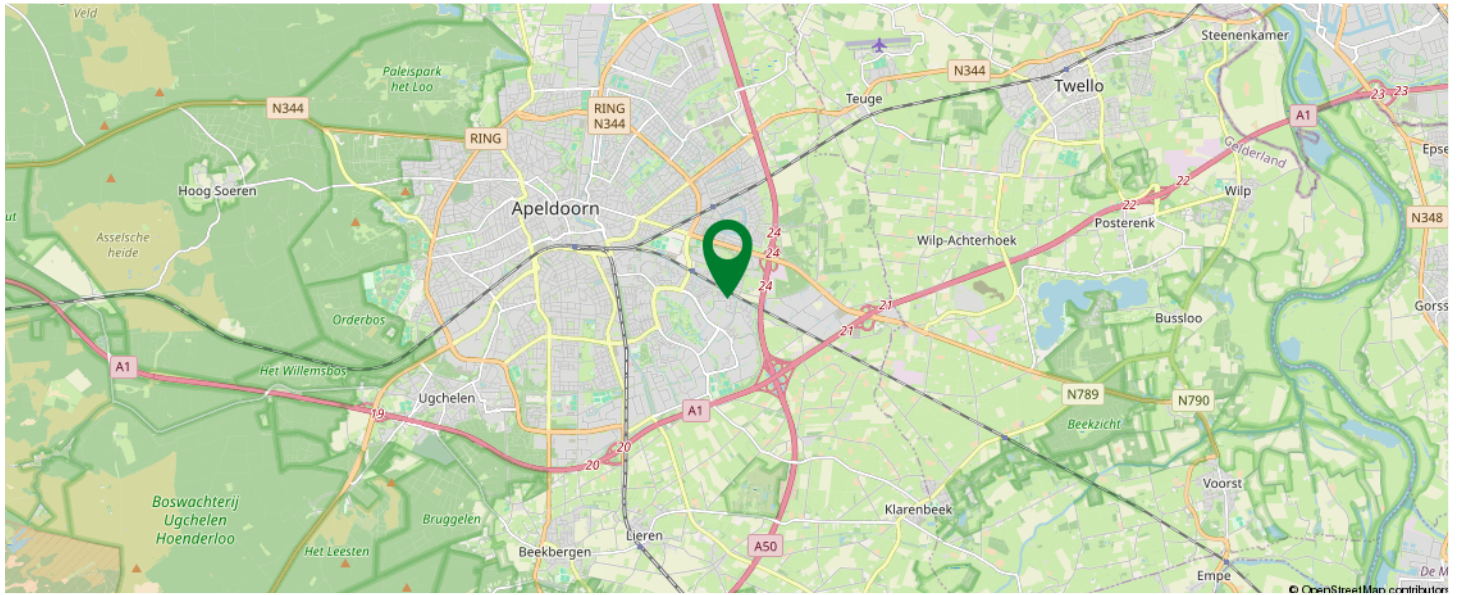 Veld
Steenenkamer
Paleispark
het Loo
N344
Twello
N344
RING
N344
Teuge
23
23
A1
RING
Gelderland
Epse
Hoog Soeren
22
Wilp
ut
Apeldoorn
22
N348
Posterenk
Asselsche
heide
24
Wilp-Achterhoek
24
24
21
Gorss
Orderbos
21
Bussloo
A1
Het Willemsbos
Ugchelen
N789
N790
19
A1
Beekzicht
20
20
Boswachterij
Ugchelen
Hoenderloo
Voorst
Bruggelen
Klarenbeek
Het Leesten
Lieren
Beekbergen
A50
Empe
De M
© OpenStreetMap contributors